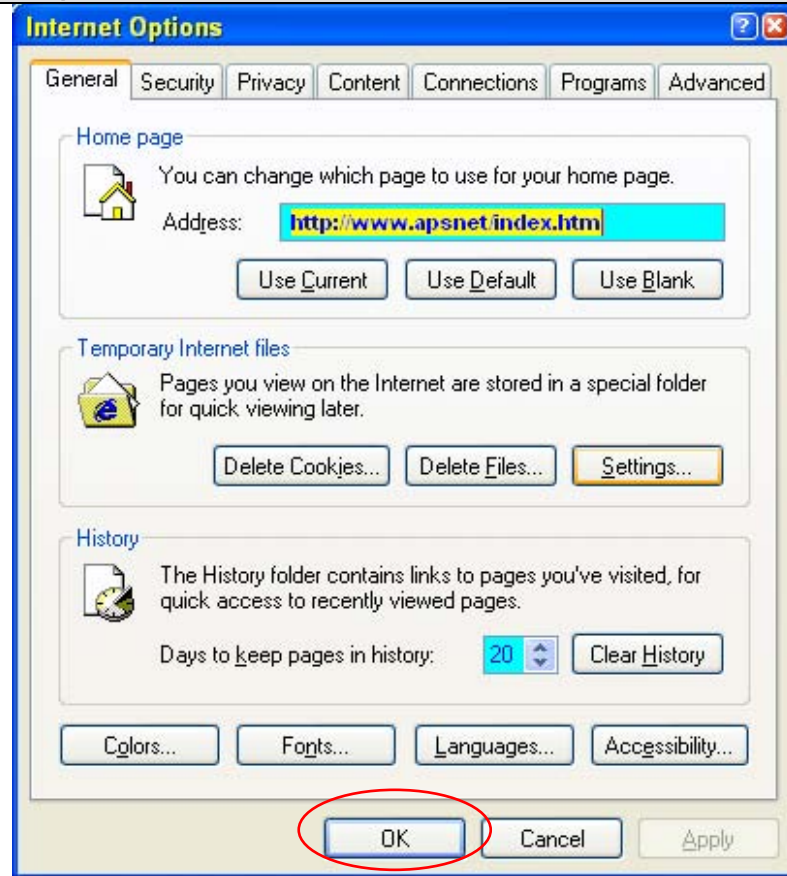 Internet Options
General Security Privacy Content Connections Programs Advanced
Home page
You can change which page to use for your home page.
Address: http://www.apsnet/index.htm
Use Current Use Default Use Blank
Temporary Internet files
Pages you view on the Internet are stored in a special folder
for quick viewing later.
Delete Cookies... Delete Files... Settings...
History
The History folder contains links to pages you've visited, for
quick access to recently viewed pages.
Days to keep pages in history: 20 Clear History
Colors... Fonts... Languages... Accessibility...
OK Cancel Apply